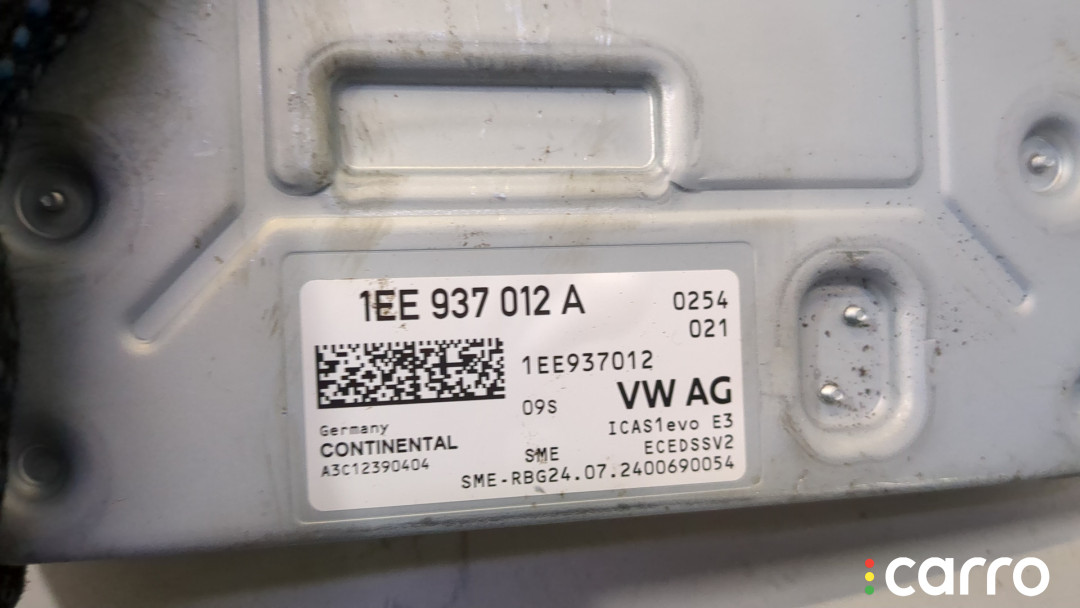 1EE 937 012 A
0254
021
1EE937012
09S
VW AG
Germany
CONTINENTAL
A3C12390404
ICAS1evo E3
SME
ECEDSSV2
SME-RBG24.07.2400690054
carro